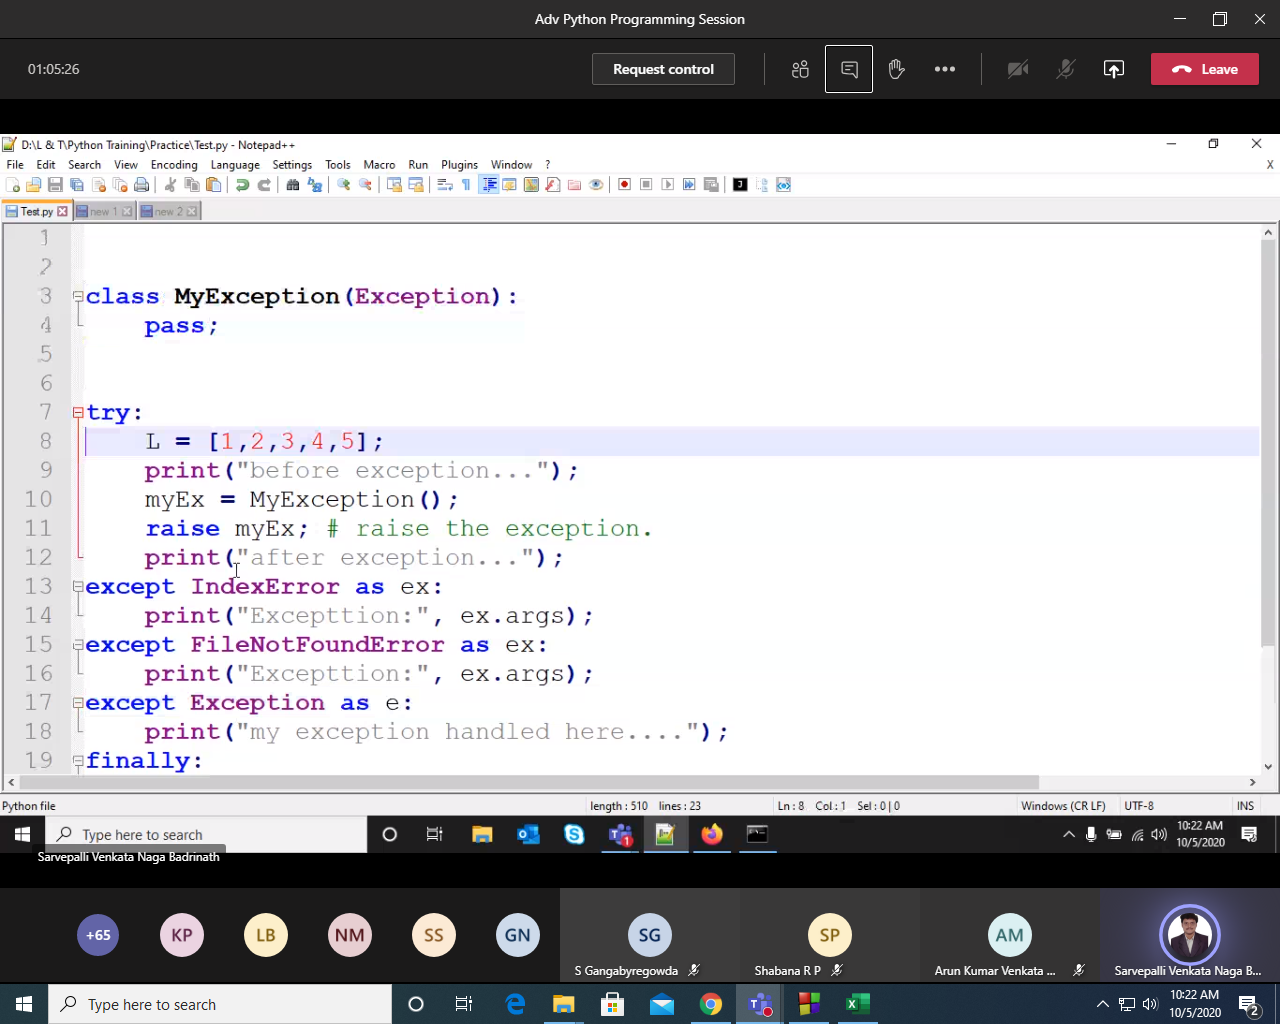 Adv Python Programming Session
01:05:26
Request control
Leave
D:\L & T\Python Training\Practice\Test.py - Notepad++
File Edit Search View Encoding Language Settings Tools Macro Run Plugins Window ? X
Test.py new 1 new 2
1
2
3 class MyException(Exception):
4 pass;
5
6
7 try:
8 L = [1,2,3,4,5];
9 print("before exception...");
10 myEx = MyException();
11 raise myEx; # raise the exception.
12 print("after exception...");
13 except IndexError as ex:
14 print("Excepttion:", ex.args);
15 except FileNotFoundError as ex:
16 print("Excepttion:", ex.args);
17 except Exception as e:
18 print("my exception handled here....");
19 finally:
Python file length : 510 lines : 23 Ln : 8 Col : 1 Sel : 0 | 0 Windows (CR LF) UTF-8 INS
Type here to search
10:22 AM
10/5/2020
Sarvepalli Venkata Naga Badrinath
+65 KP LB NM SS GN SG SP AM
S Gangabyregowda Shabana R P Arun Kumar Venkata ... Sarvepalli Venkata Naga B...
Type here to search
10:22 AM
10/5/2020
2